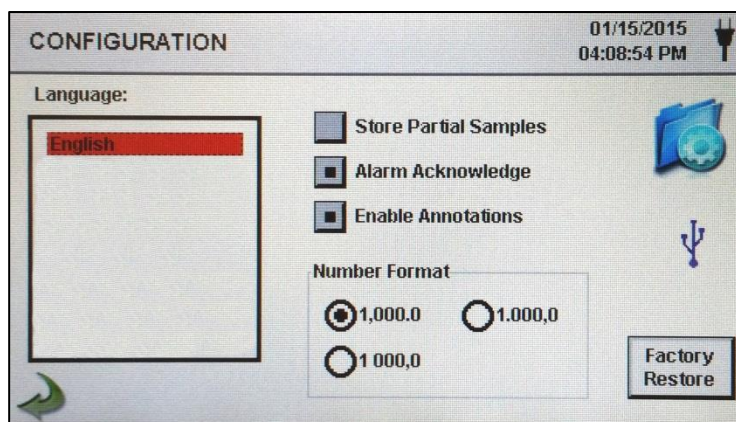 CONFIGURATION
01/15/2015
04:08:54 PM
Language:
English
Store Partial Samples
Alarm Acknowledge
Enable Annotations
Number Format
1,000.0
1.000,0
1 000,0
Factory
Restore